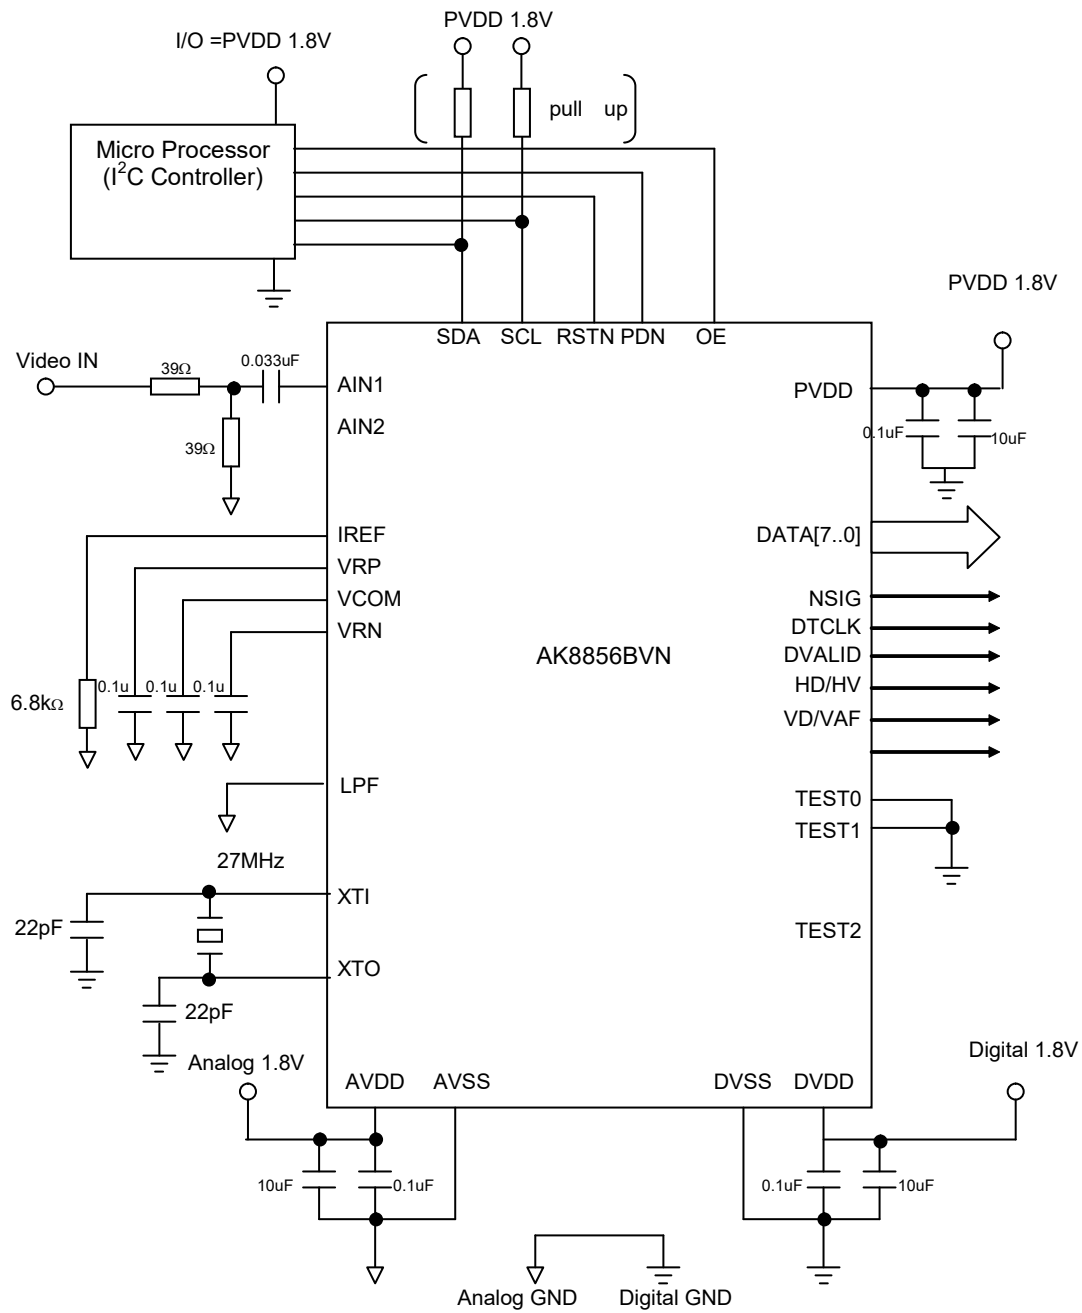 PVDD 1.8V
I/O =PVDD 1.8V
pull up
Micro Processor
(I²C Controller)
PVDD 1.8V
SDA SCL RSTN PDN OE
Video IN
39Ω
0.033uF
AIN1
PVDD
AIN2
39Ω
0.1uF
10uF
IREF
DATA[7..0]
VRP
VCOM
NSIG
VRN
DTCLK
AK8856BVN
DVALID
HD/HV
6.8kΩ
0.1u
0.1u
0.1u
VD/VAF
LPF
TEST0
TEST1
27MHz
XTI
22pF
TEST2
XTO
22pF
Analog 1.8V
Digital 1.8V
AVDD AVSS DVSS DVDD
10uF
0.1uF
0.1uF
10uF
Analog GND
Digital GND